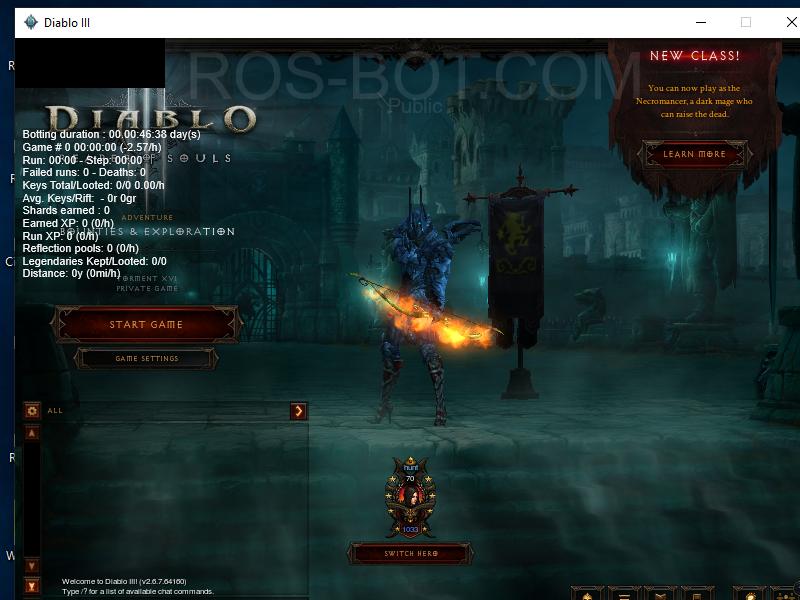 Diablo III
ROS-BOT.COM
Public
NEW CLASS!
You can now play as the
Necromancer, a dark mage who
can raise the dead.
LEARN MORE
DIABLO
SOULS
Botting duration : 00.00:46:38 day(s)
Game # 0 00:00:00 (-2.57/h)
Run: 00:00 - Step: 00:00
Failed runs: 0 - Deaths: 0
Keys Total/Looted: 0/0 0.00/h
Avg. Keys/Rift: - 0r 0gr
Shards earned : 0
ADVENTURE
Earned XP: 0 (0/h)
BOUNTIES & EXPLORATION
Run XP: 0 (0/h)
Reflection pools: 0 (0/h)
Legendaries Kept/Looted: 0/0
Distance: 0y (0mi/h)
TORMENT XVI
PRIVATE GAME
START GAME
GAME SETTINGS
ALL
hunt
70
1033
SWITCH HERO
Welcome to Diablo III! (v2.6.7.64160)
Type /? for a list of available chat commands.